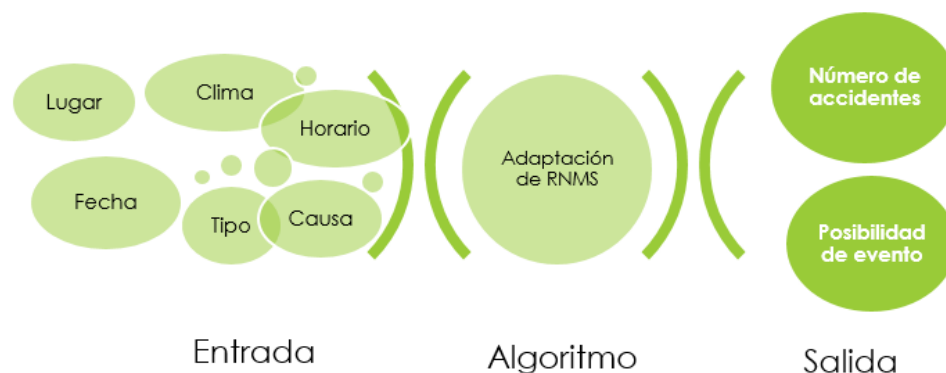 Lugar
Clima
Horario
Fecha
Tipo
Causa
Adaptación
de RNMS
Número de
accidentes
Posibilidad
de evento
Entrada
Algoritmo
Salida